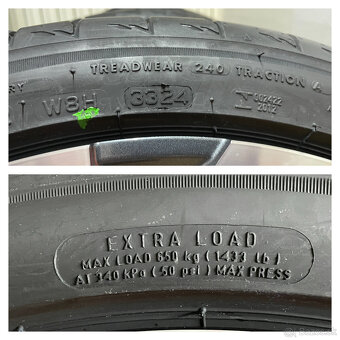 TREADWEAR 240 TRACTION A
W8H 3324
002422
EXTRA LOAD
MAX LOAD 650 kg (1433 lb)
AT 340 KPa (50 psi) MAX PRESS